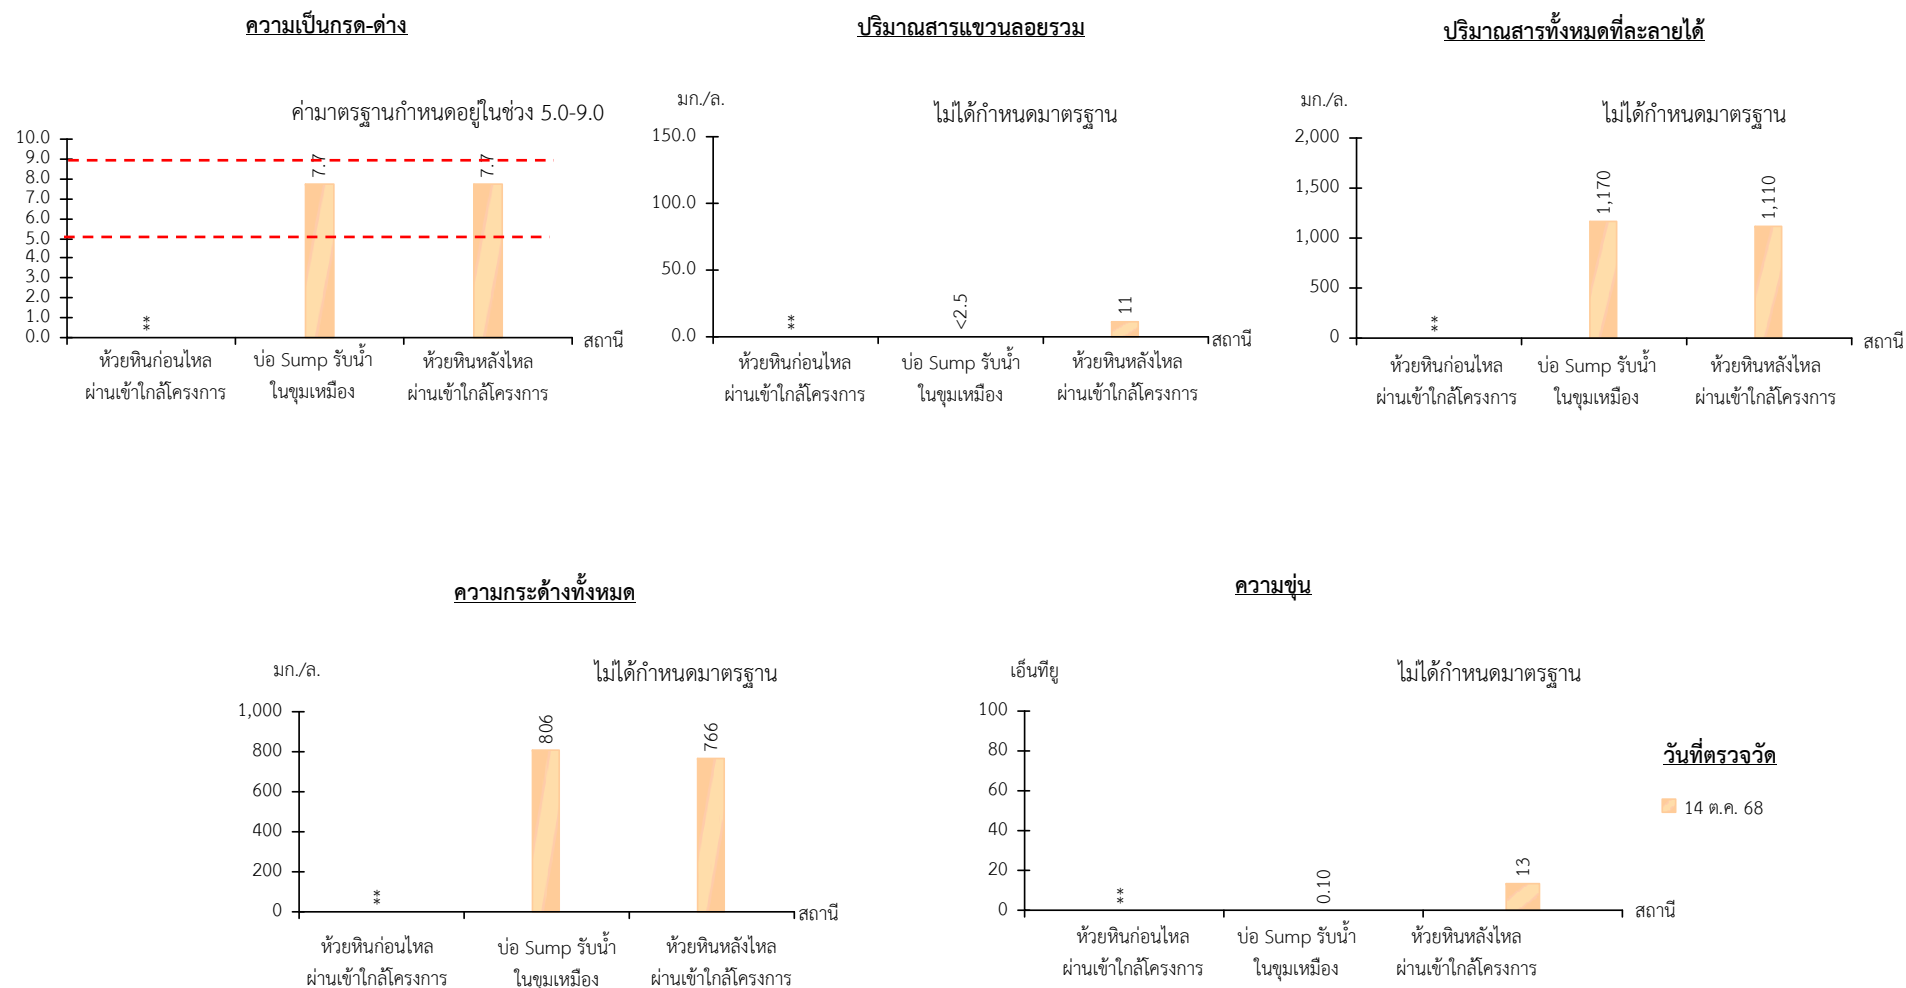 ความเป็นกรด-ด่าง
ค่ามาตรฐานกำหนดอยู่ในช่วง 5.0-9.0
10.0
9.0
8.0
7.0
6.0
5.0
4.0
3.0
2.0
1.0
0.0
**
7.7
7.7
สถานี
ห้วยหินก่อนไหล
ผ่านเข้าใกล้โครงการ
บ่อ Sump รับน้ำ
ในขุมเหมือง
ห้วยหินหลังไหล
ผ่านเข้าใกล้โครงการ
ปริมาณสารแขวนลอยรวม
มก./ล.
ไม่ได้กำหนดมาตรฐาน
150.0
100.0
50.0
0.0
**
<2.5
11
สถานี
ห้วยหินก่อนไหล
ผ่านเข้าใกล้โครงการ
บ่อ Sump รับน้ำ
ในขุมเหมือง
ห้วยหินหลังไหล
ผ่านเข้าใกล้โครงการ
ปริมาณสารทั้งหมดที่ละลายได้
มก./ล.
ไม่ได้กำหนดมาตรฐาน
2,000
1,500
1,000
500
0
**
1,170
1,110
สถานี
ห้วยหินก่อนไหล
ผ่านเข้าใกล้โครงการ
บ่อ Sump รับน้ำ
ในขุมเหมือง
ห้วยหินหลังไหล
ผ่านเข้าใกล้โครงการ
ความกระด้างทั้งหมด
มก./ล.
ไม่ได้กำหนดมาตรฐาน
1,000
800
600
400
200
0
**
806
766
สถานี
ห้วยหินก่อนไหล
ผ่านเข้าใกล้โครงการ
บ่อ Sump รับน้ำ
ในขุมเหมือง
ห้วยหินหลังไหล
ผ่านเข้าใกล้โครงการ
ความขุ่น
เอ็นทียู
ไม่ได้กำหนดมาตรฐาน
100
80
60
40
20
0
**
0.10
13
สถานี
ห้วยหินก่อนไหล
ผ่านเข้าใกล้โครงการ
บ่อ Sump รับน้ำ
ในขุมเหมือง
ห้วยหินหลังไหล
ผ่านเข้าใกล้โครงการ
วันที่ตรวจวัด
14 ต.ค. 68